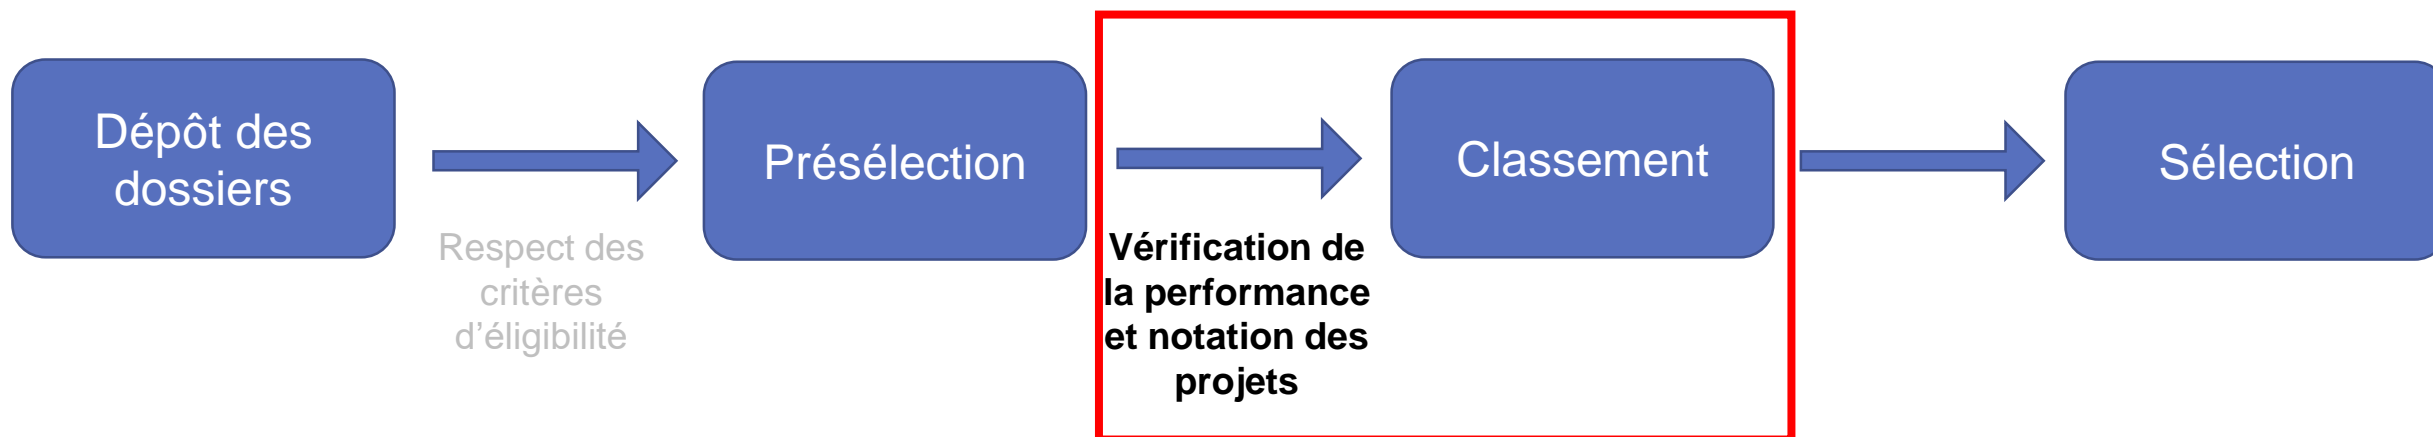 Dépôt des
dossiers
Respect des
critères
d’éligibilité
Présélection
Vérification de
la performance
et notation des
projets
Classement
Sélection